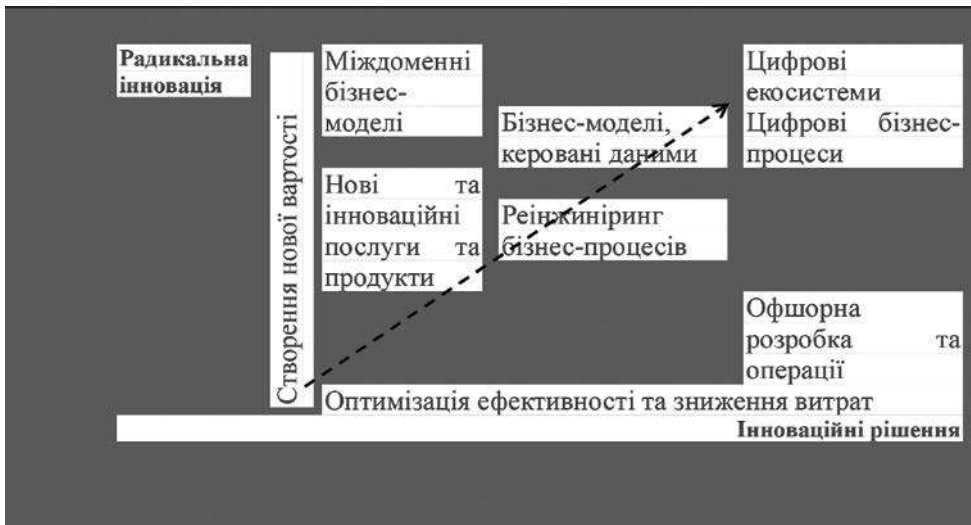 Радикальна
інновація
Створення нової вартості
Міждоменні
бізнес-
моделі
Бізнес-моделі,
керовані даними
Цифрові
екосистеми
Цифрові бізнес-
процеси
Нові та
інноваційні
послуги та
продукти
Реінжиніринг
бізнес-процесів
Офшорна
розробка та
операції
Оптимізація ефективності та зниження витрат
Інноваційні рішення